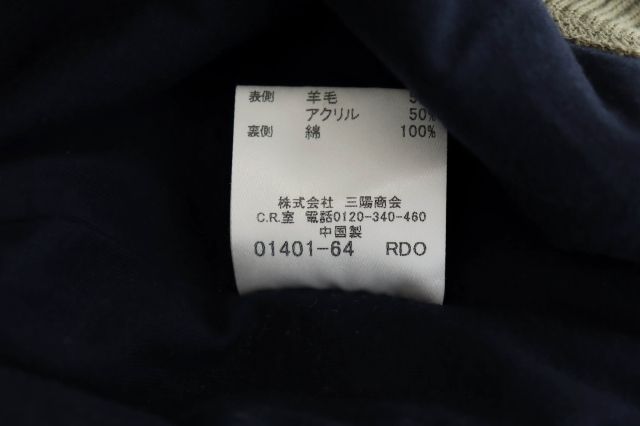 表側 羊毛
アクリル 50%
裏側 綿 100%
株式会社 三陽商会
C.R.室 電話0120-340-460
中国製
01401-64 RDO